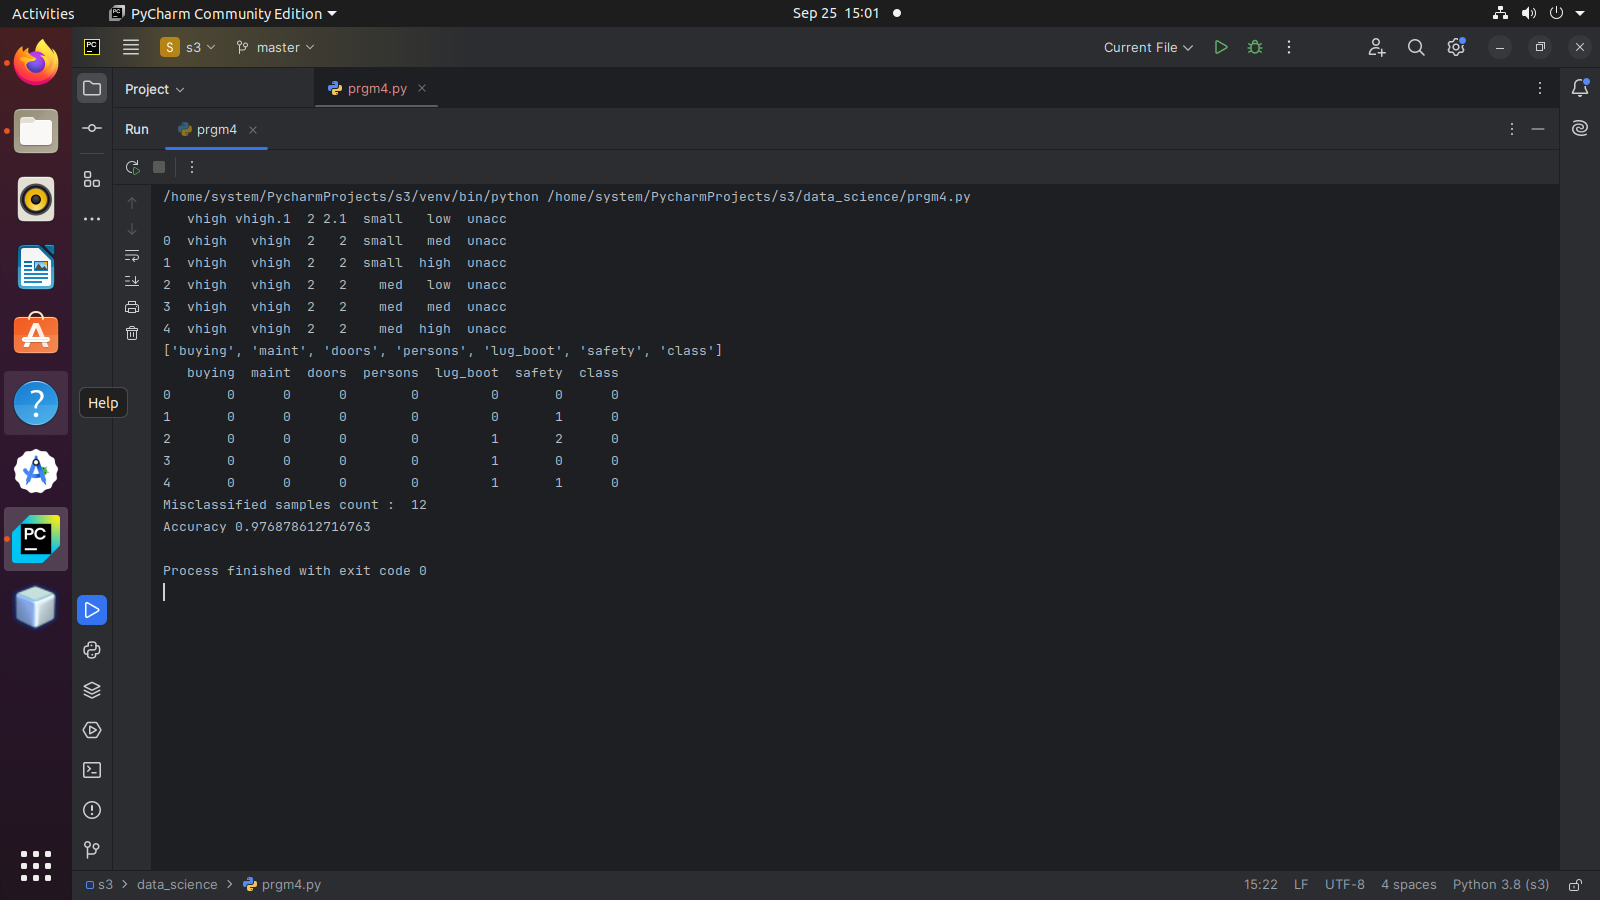 Activities PyCharm Community Edition Sep 25 15:01
PC S s3 master Current File
Project prgm4.py
Run prgm4
/home/system/PycharmProjects/s3/venv/bin/python /home/system/PycharmProjects/s3/data_science/prgm4.py
vhigh vhigh.1 2 2.1 small low unacc
0 vhigh vhigh 2 2 small med unacc
1 vhigh vhigh 2 2 small high unacc
2 vhigh vhigh 2 2 med low unacc
3 vhigh vhigh 2 2 med med unacc
4 vhigh vhigh 2 2 med high unacc
['buying', 'maint', 'doors', 'persons', 'lug_boot', 'safety', 'class']
buying maint doors persons lug_boot safety class
0 0 0 0 0 0 0 0
1 0 0 0 0 0 1 0
2 0 0 0 0 1 2 0
3 0 0 0 0 1 0 0
4 0 0 0 0 1 1 0
Misclassified samples count : 12
Accuracy 0.976878612716763
Process finished with exit code 0
Help
PC
s3 data_science prgm4.py 15:22 LF UTF-8 4 spaces Python 3.8 (s3)